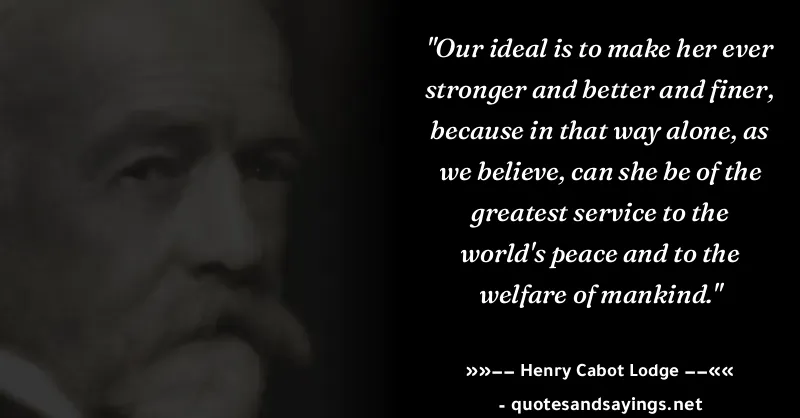 "Our ideal is to make her ever
stronger and better and finer,
because in that way alone, as
we believe, can she be of the
greatest service to the
world's peace and to the
welfare of mankind."
»»–– Henry Cabot Lodge ––««
- quotesandsayings.net